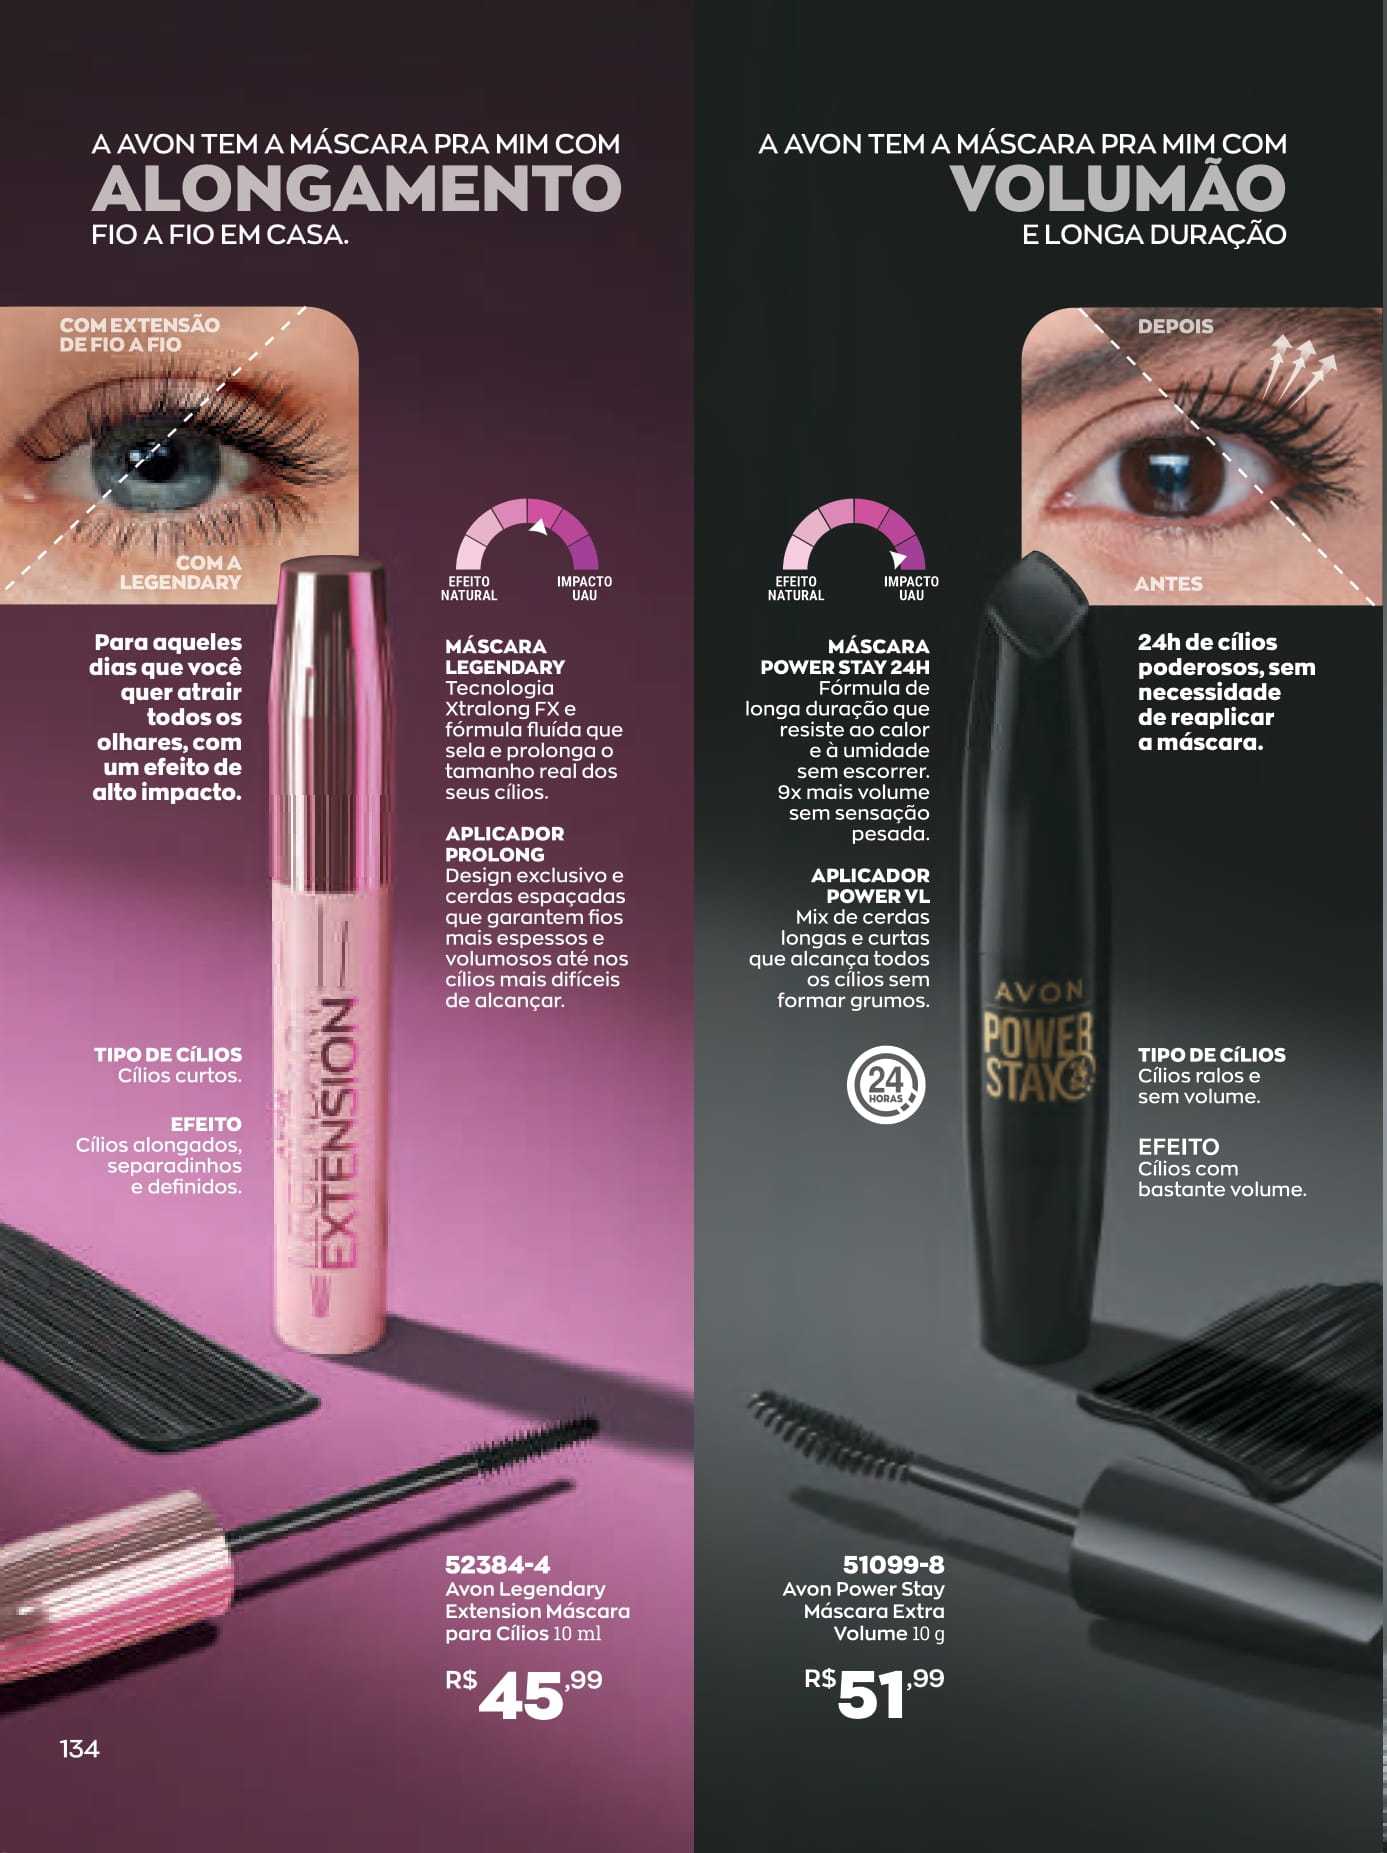 A AVON TEM A MÁSCARA PRA MIM COM
ALONGAMENTO
FIO A FIO EM CASA.
COM EXTENSÃO
DE FIO A FIO
COM A
LEGENDARY
EFEITO
NATURAL
IMPACTO
UAU
Para aqueles
dias que você
quer atrair
todos os
olhares, com
um efeito de
alto impacto.
MÁSCARA
LEGENDARY
Tecnologia
Xtralong FX e
fórmula fluída que
sela e prolonga o
tamanho real dos
seus cílios.
APLICADOR
PROLONG
Design exclusivo e
cerdas espaçadas
que garantem fios
mais espessos e
volumosos até nos
cílios mais difíceis
de alcançar.
TIPO DE CíLIOS
Cílios curtos.
EFEITO
Cílios alongados,
separadinhos
e definidos.
EXTENSION
52384-4
Avon Legendary
Extension Máscara
para Cílios 10 ml
R$ 45,99
134
A AVON TEM A MÁSCARA PRA MIM COM
VOLUMÃO
E LONGA DURAÇÃO
DEPOIS
ANTES
EFEITO
NATURAL
IMPACTO
UAU
MÁSCARA
POWER STAY 24H
Fórmula de
longa duração que
resiste ao calor
e à umidade
sem escorrer.
9x mais volume
sem sensação
pesada.
APLICADOR
POWER VL
Mix de cerdas
longas e curtas
que alcança todos
os cílios sem
formar grumos.
24
HORAS
24h de cílios
poderosos, sem
necessidade
de reaplicar
a máscara.
AVON
POWER
STAY
TIPO DE CíLIOS
Cílios ralos e
sem volume.
EFEITO
Cílios com
bastante volume.
51099-8
Avon Power Stay
Máscara Extra
Volume 10 g
R$ 51,99